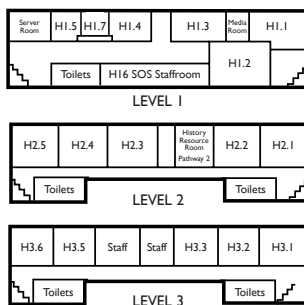 Server
Room
H1.5
H1.7
H1.4
H1.3
Media
Room
H1.1
H1.2
Toilets
H16 SOS Staffroom
LEVEL 1
H2.5
H2.4
H2.3
History
Resource
Room
Pathway 2
H2.2
H2.1
Toilets
Toilets
LEVEL 2
H3.6
H3.5
Staff
Staff
H3.3
H3.2
H3.1
Toilets
Toilets
LEVEL 3